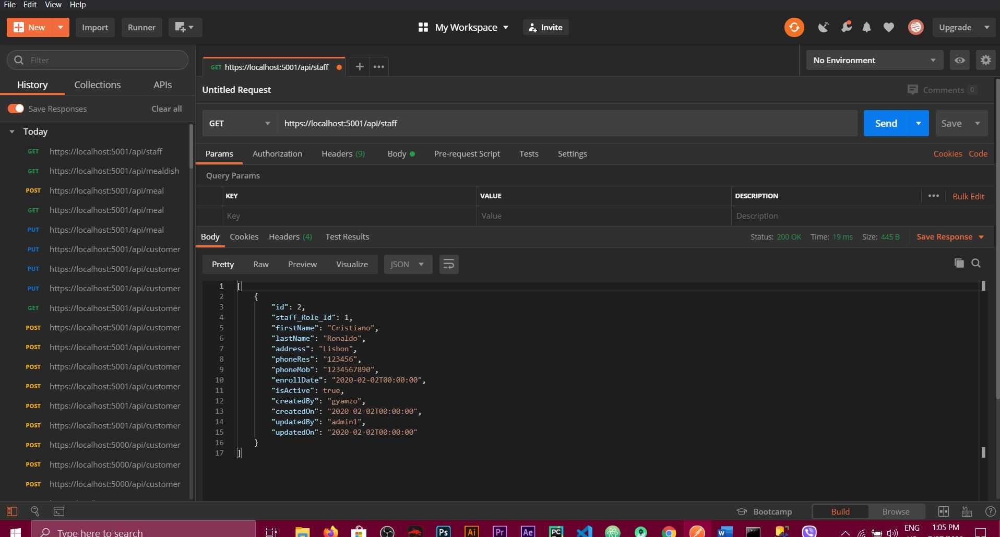 File Edit View Help
New Import Runner My Workspace Invite Upgrade
Filter
History Collections APIs
Save Responses Clear all
Today
GET https://localhost:5001/api/staff
GET https://localhost:5001/api/mealdish
POST https://localhost:5001/api/meal
GET https://localhost:5001/api/meal
PUT https://localhost:5001/api/meal
PUT https://localhost:5001/api/customer
PUT https://localhost:5001/api/customer
PUT https://localhost:5001/api/customer
GET https://localhost:5001/api/customer
POST https://localhost:5001/api/customer
POST https://localhost:5001/api/customer
POST https://localhost:5001/api/customer
POST https://localhost:5001/api/customer
POST https://localhost:5001/api/customer
POST https://localhost:5001/api/customer
POST https://localhost:5000/api/customer
POST https://localhost:5000/api/customer
POST https://localhost:5000/api/customer
GET https://localhost:5001/api/staff
No Environment
Untitled Request Comments 0
GET https://localhost:5001/api/staff Send Save
Params Authorization Headers (9) Body Pre-request Script Tests Settings Cookies Code
Query Params
KEY VALUE DESCRIPTION Bulk Edit
Key Value Description
Body Cookies Headers (4) Test Results Status: 200 OK Time: 19 ms Size: 445 B Save Response
Pretty Raw Preview Visualize JSON
1 [
2 {
3 "id": 2,
4 "staff_Role_Id": 1,
5 "firstName": "Cristiano",
6 "lastName": "Ronaldo",
7 "address": "Lisbon",
8 "phoneRes": "123456",
9 "phoneMob": "1234567890",
10 "enrollDate": "2020-02-02T00:00:00",
11 "isActive": true,
12 "createdBy": "gyamzo",
13 "createdOn": "2020-02-02T00:00:00",
14 "updatedBy": "admin1",
15 "updatedOn": "2020-02-02T00:00:00"
16 }
17 ]
Bootcamp Build Browse
Type here to search
Ps Ai Pr Ae PC W
ENG 1:05 PM